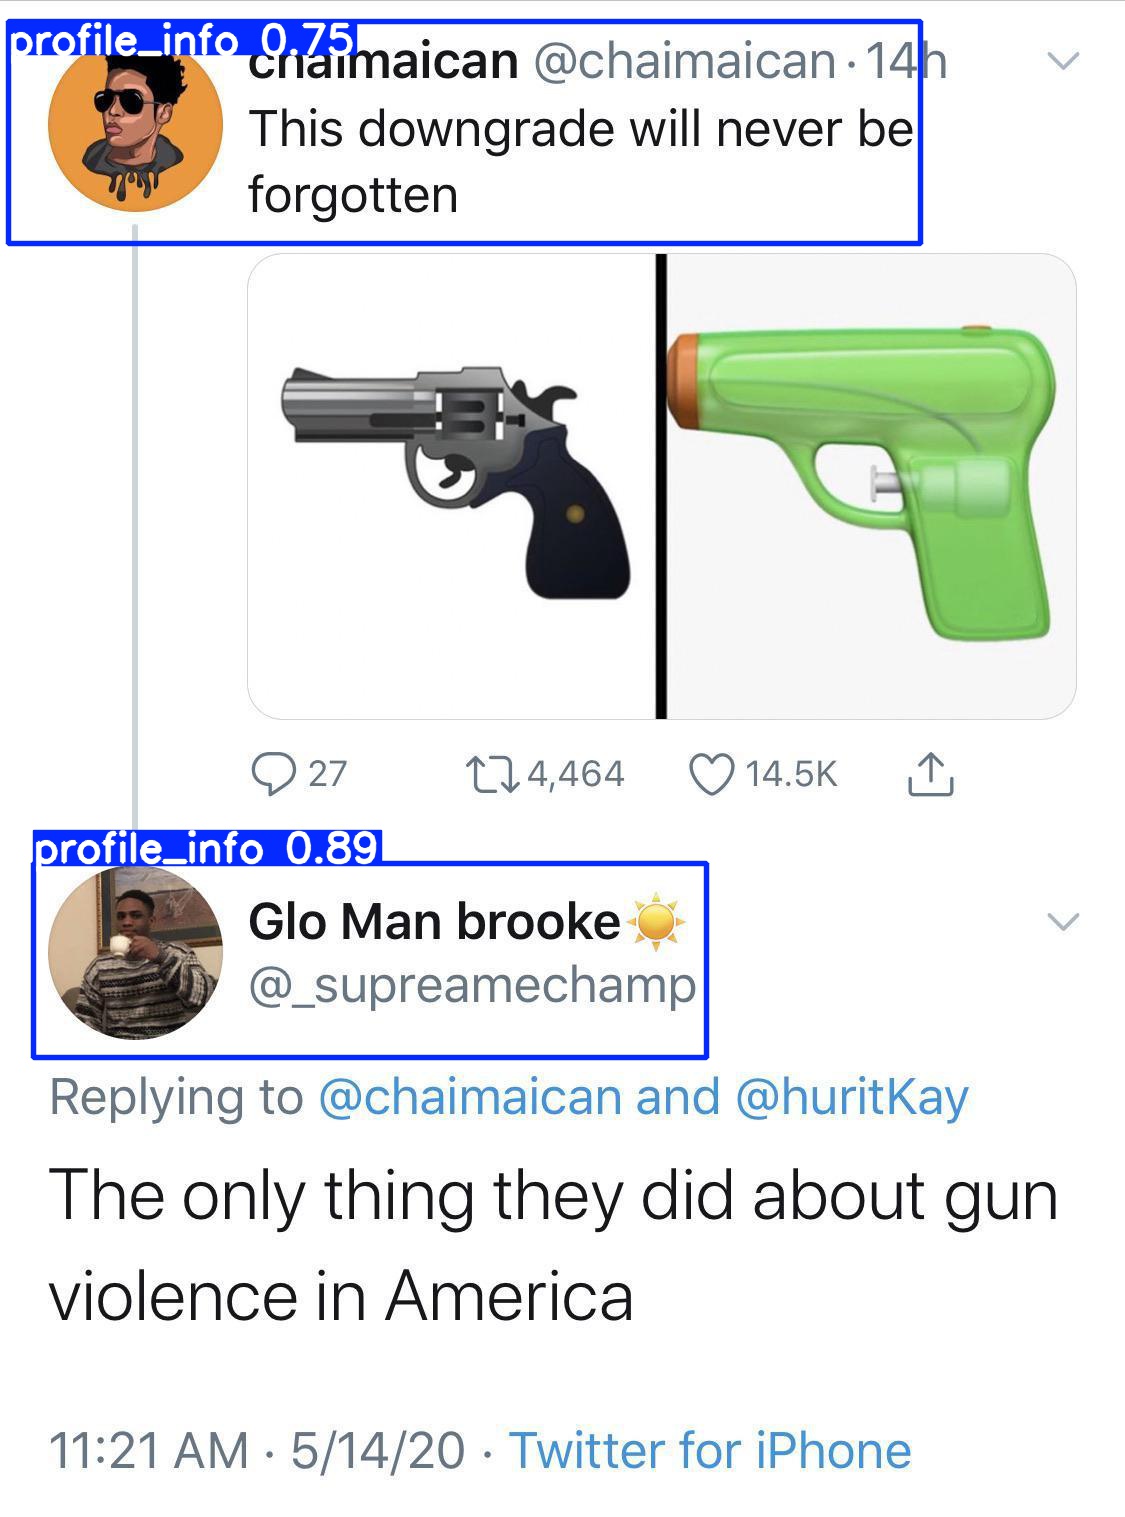 profile_info 0.75
chaimaican @chaimaican · 14h
This downgrade will never be
forgotten
27 4,464 14.5K
profile_info 0.89
Glo Man brooke☀️
@_supreamechamp
Replying to @chaimaican and @huritKay
The only thing they did about gun
violence in America
11:21 AM · 5/14/20 · Twitter for iPhone